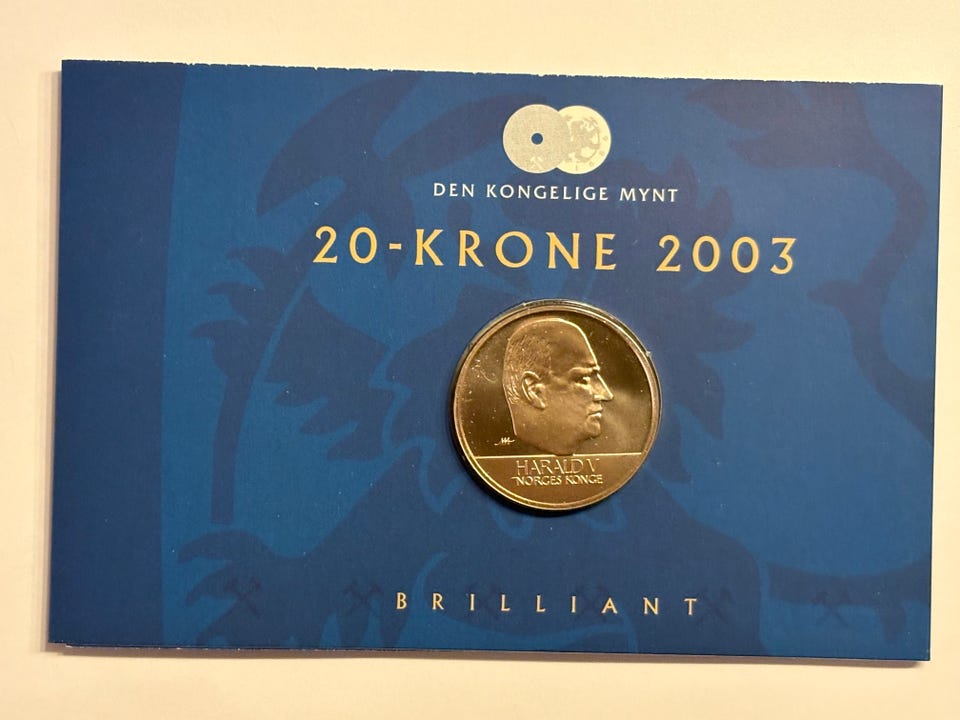 DEN KONGELIGE MYNT
20-KRONE 2003
HARALD V
NORGES KONGE
BRILLIANT